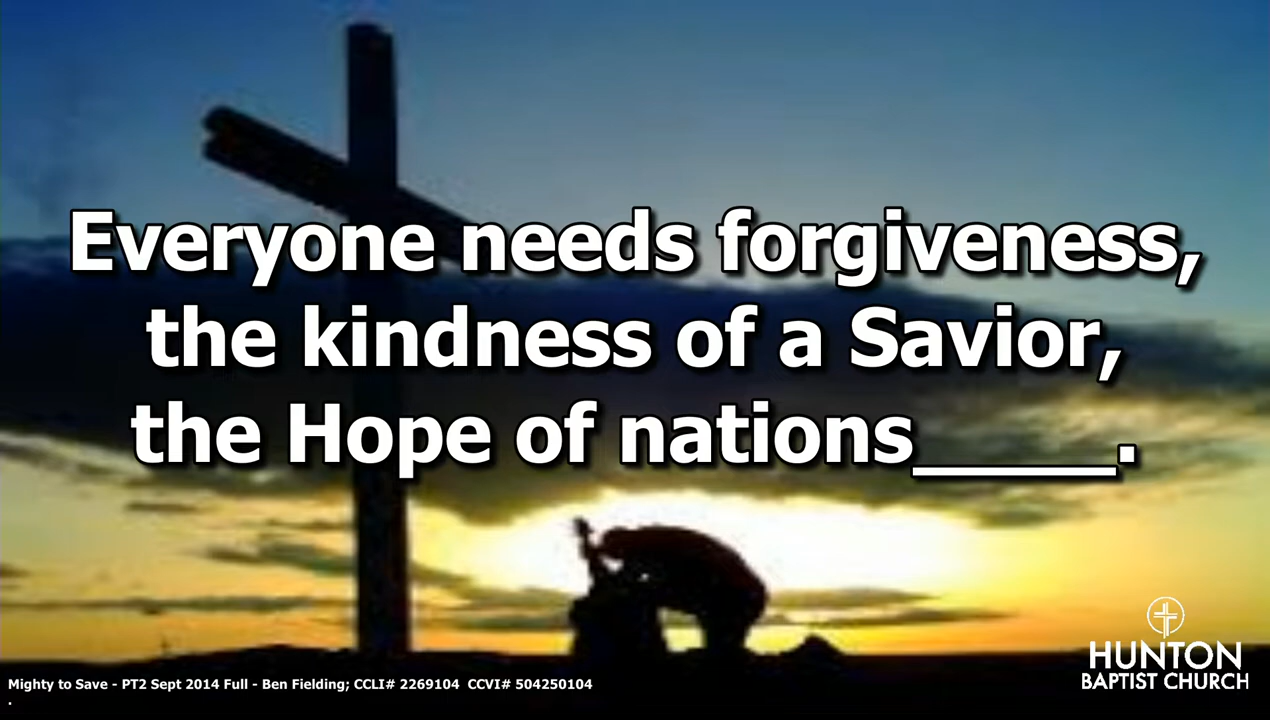 Everyone needs forgiveness,
the kindness of a Savior,
the Hope of nations____.
HUNTON
BAPTIST CHURCH
Mighty to Save - PT2 Sept 2014 Full - Ben Fielding; CCLI# 2269104 CCVI# 504250104
.